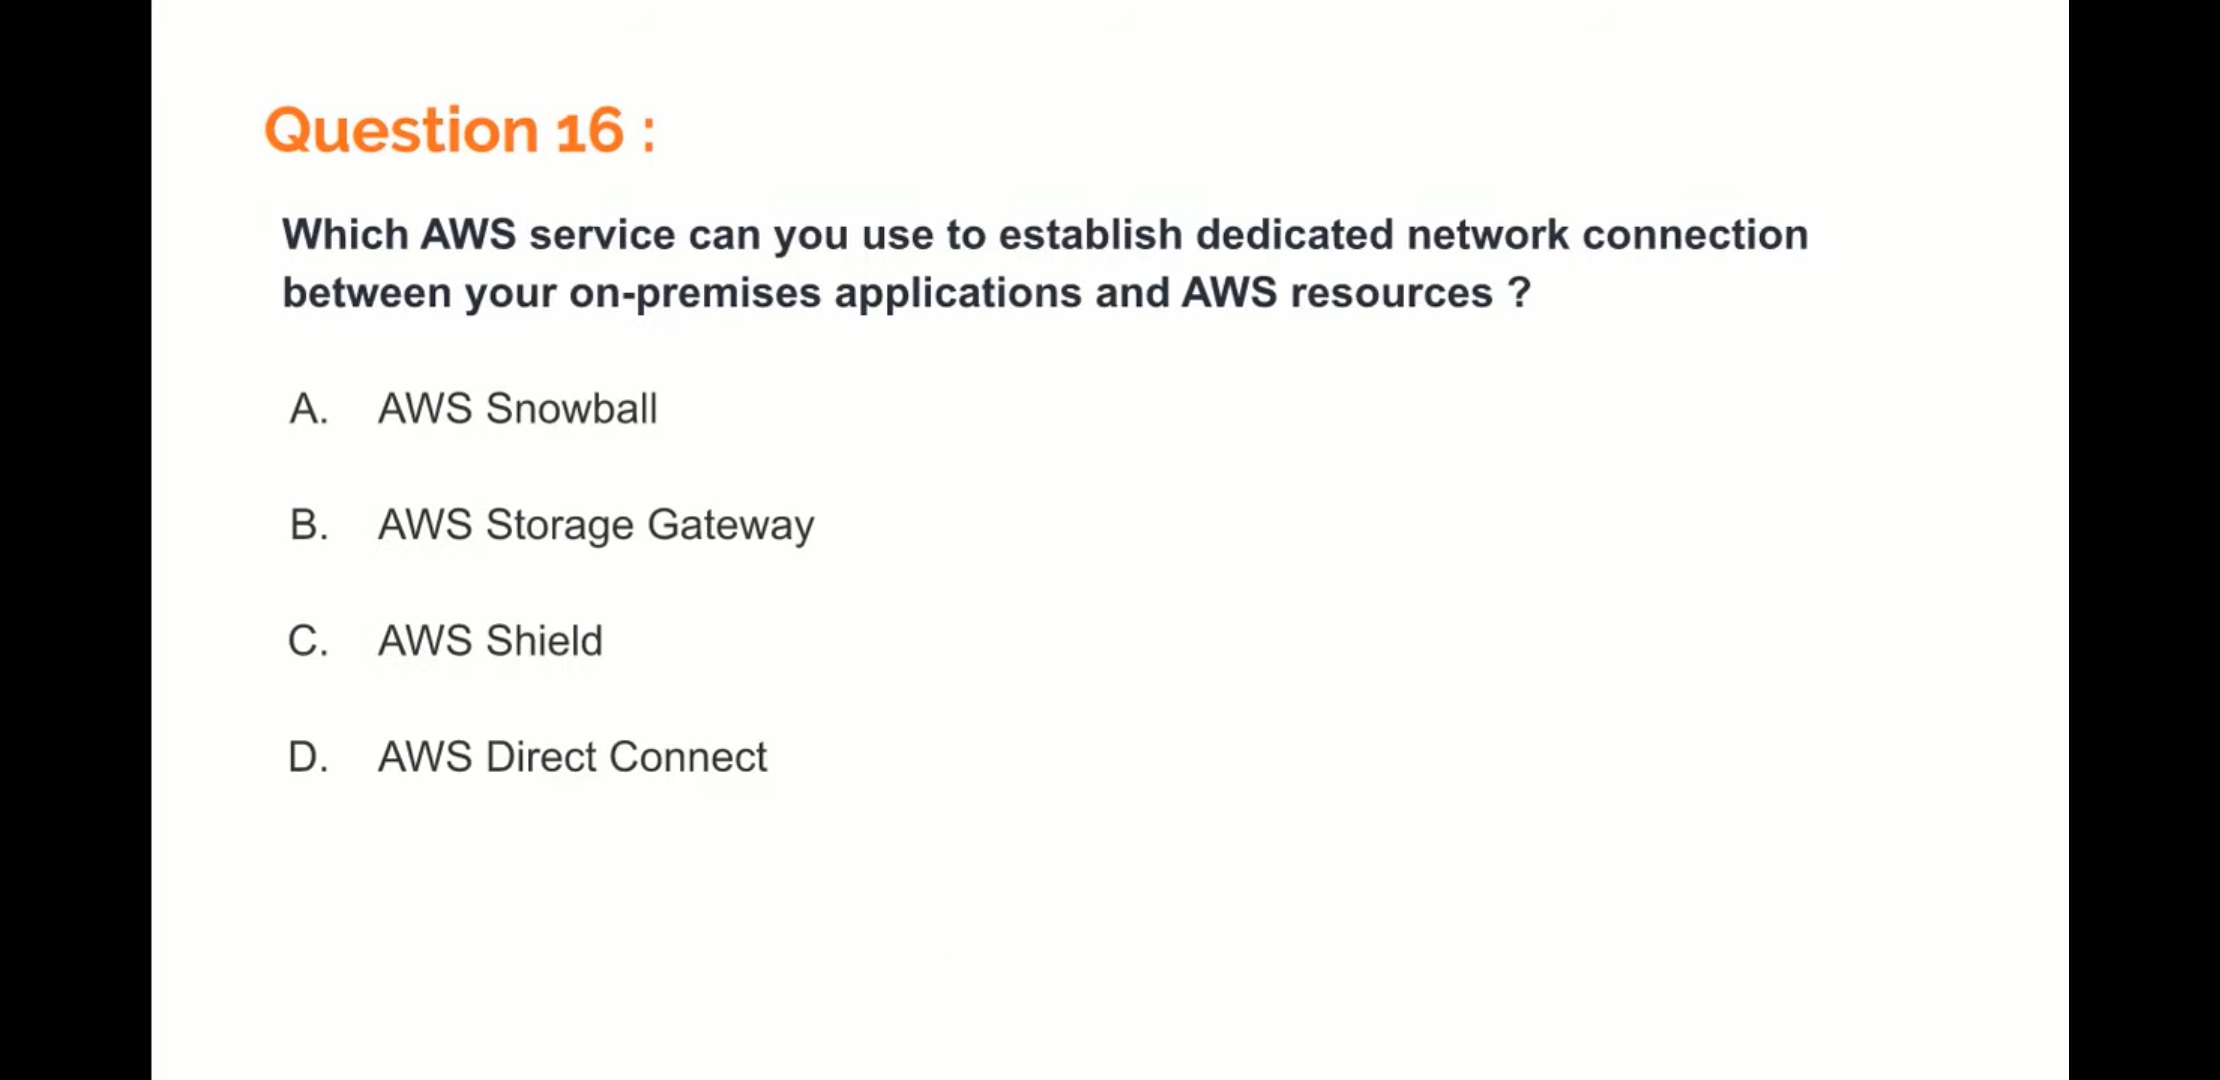 Question 16 :
Which AWS service can you use to establish dedicated network connection
between your on-premises applications and AWS resources ?
A. AWS Snowball
B. AWS Storage Gateway
C. AWS Shield
D. AWS Direct Connect